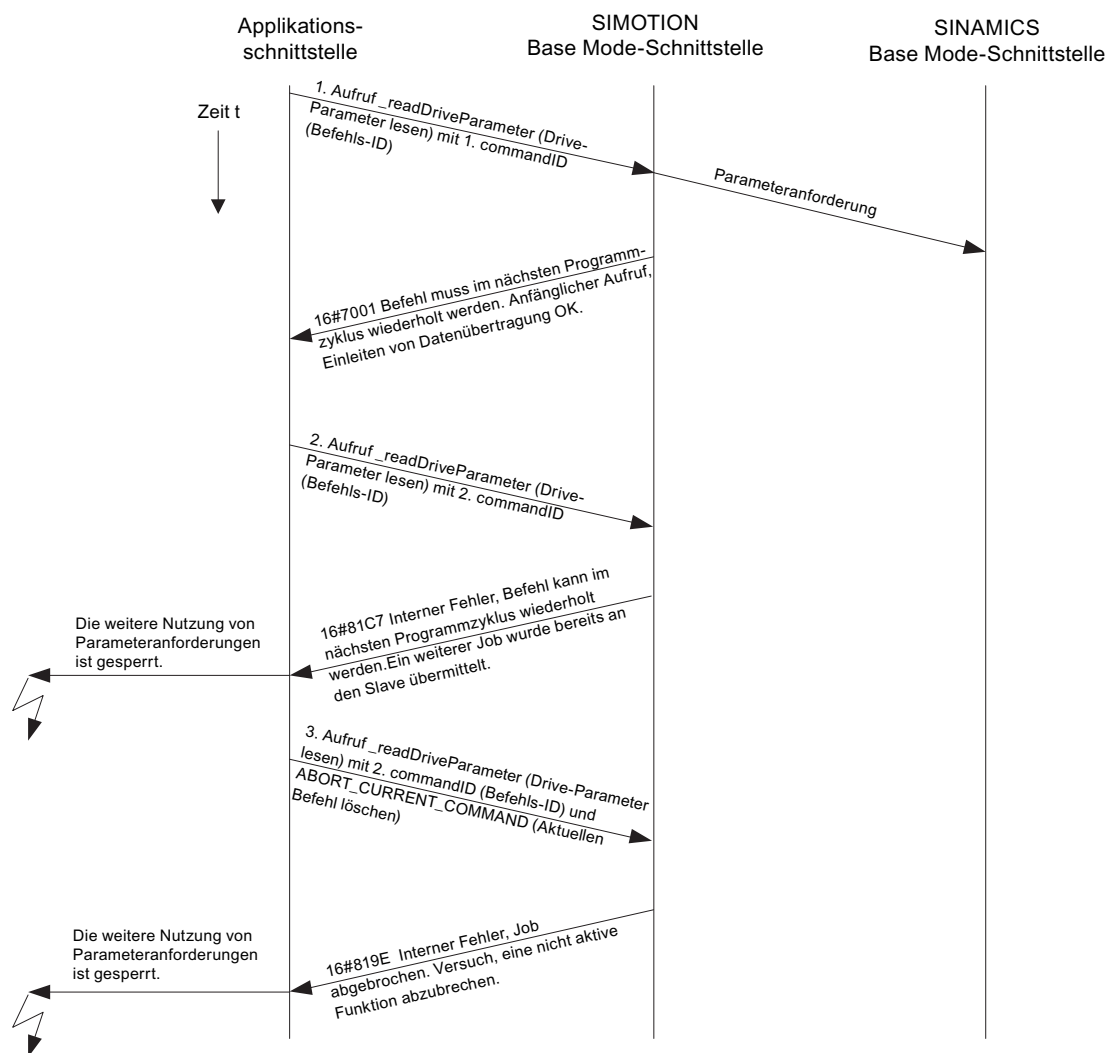 Applikations-
schnittstelle
SIMOTION
Base Mode-Schnittstelle
SINAMICS
Base Mode-Schnittstelle
Zeit t
1. Aufruf _readDriveParameter (Drive-
Parameter lesen) mit 1. commandID
(Befehls-ID)
Parameteranforderung
16#7001 Befehl muss im nächsten Programm-
zyklus wiederholt werden. Anfänglicher Aufruf,
Einleiten von Datenübertragung OK.
2. Aufruf _readDriveParameter (Drive-
Parameter lesen) mit 2. commandID
(Befehls-ID)
16#81C7 Interner Fehler, Befehl kann im
nächsten Programmzyklus wiederholt
werden.Ein weiterer Job wurde bereits an
den Slave übermittelt.
Die weitere Nutzung von
Parameteranforderungen
ist gesperrt.
3. Aufruf _readDriveParameter (Drive-Parameter
lesen) mit 2. commandID (Befehls-ID) und
ABORT_CURRENT_COMMAND (Aktuellen
Befehl löschen)
16#819E Interner Fehler, Job
abgebrochen. Versuch, eine nicht aktive
Funktion abzubrechen.
Die weitere Nutzung von
Parameteranforderungen
ist gesperrt.